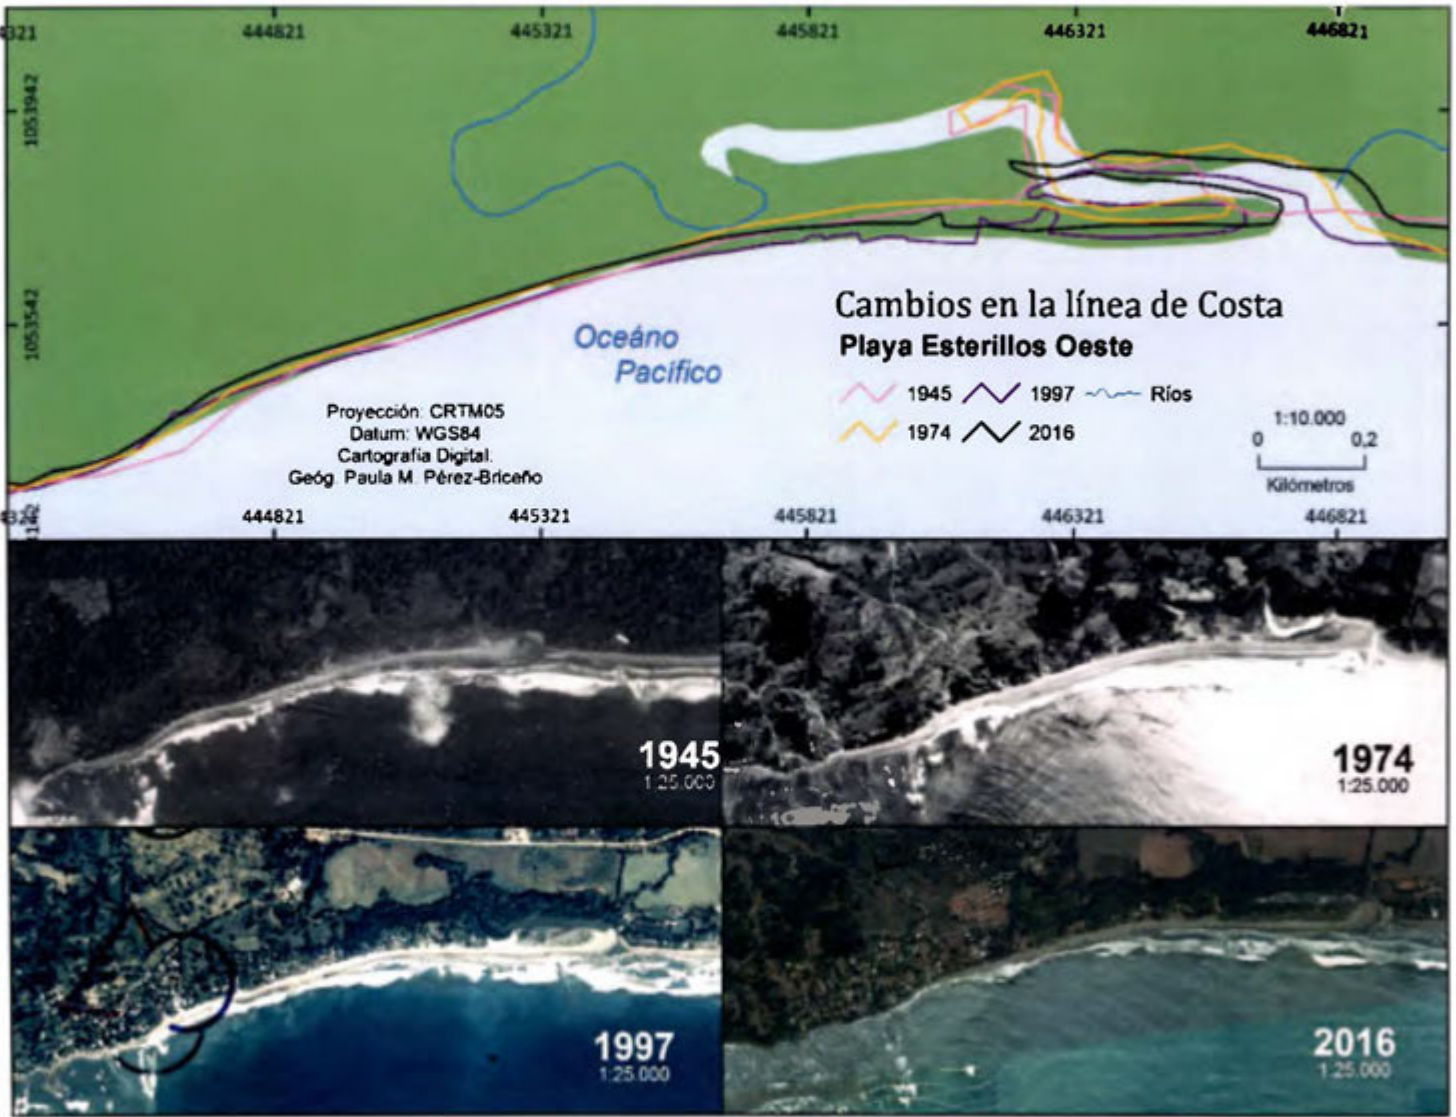 444821
445321
445821
446321
446821
1053942
1053542
Cambios en la línea de Costa
Playa Esterillos Oeste
Oceáno
Pacífico
1945
1997
Ríos
1974
2016
1:10.000
0 0,2
Kilómetros
Proyección: CRTM05
Datum: WGS84
Cartografía Digital:
Geóg. Paula M. Pérez-Briceño
444821
445321
445821
446321
446821
1945
1:25.000
1974
1:25.000
1997
1:25.000
2016
1:25.000